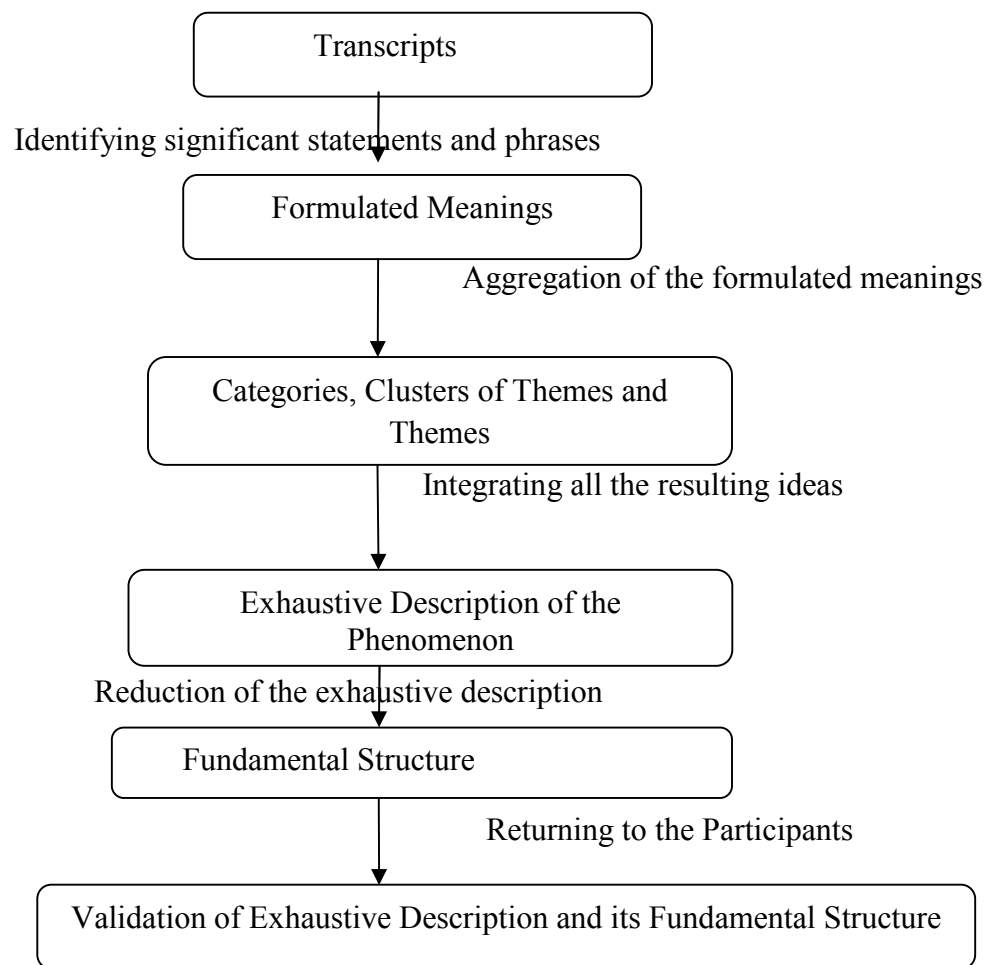 Transcripts
Identifying significant statements and phrases
Formulated Meanings
Aggregation of the formulated meanings
Categories, Clusters of Themes and
Themes
Integrating all the resulting ideas
Exhaustive Description of the
Phenomenon
Reduction of the exhaustive description
Fundamental Structure
Returning to the Participants
Validation of Exhaustive Description and its Fundamental Structure